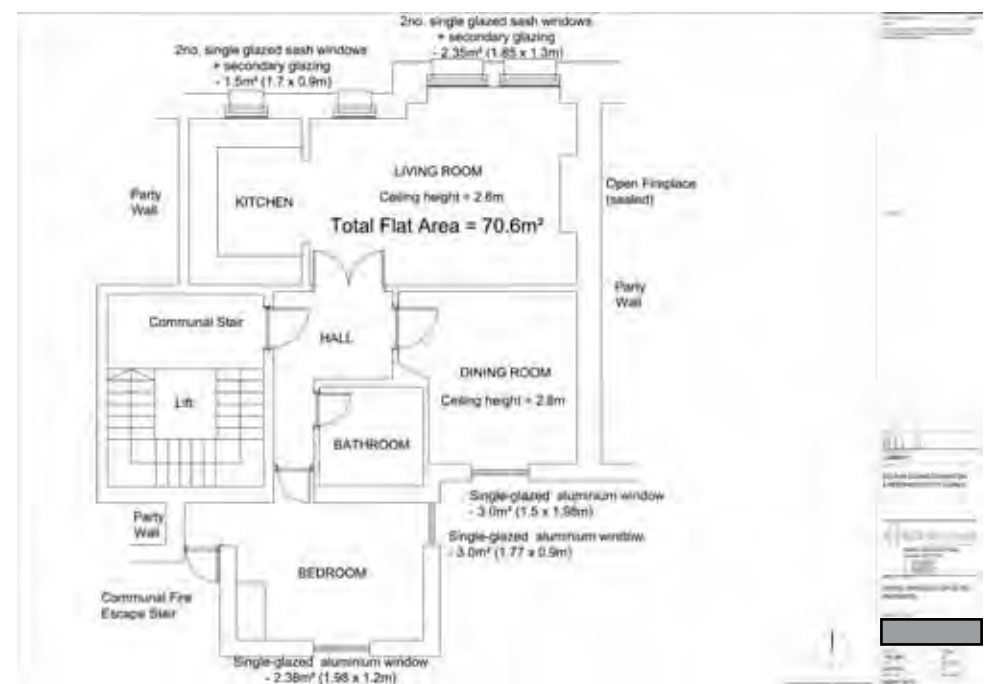 2no. single glazed sash windows
+ secondary glazing
- 2.35m² (1.85 x 1.3m)
2no. single glazed sash windows
+ secondary glazing
- 1.5m² (1.7 x 0.9m)
LIVING ROOM
Ceiling height = 2.6m
Total Flat Area = 70.6m²
KITCHEN
Party
Wall
Open Fireplace
(sealed)
Party
Wall
Communal Stair
HALL
DINING ROOM
Ceiling height = 2.8m
Lift
BATHROOM
Single-glazed aluminium window
- 3.0m² (1.5 x 1.98m)
Party
Wall
Single-glazed aluminium window
- 3.0m² (1.77 x 0.9m)
BEDROOM
Communal Fire
Escape Stair
Single-glazed aluminium window
- 2.38m² (1.98 x 1.2m)